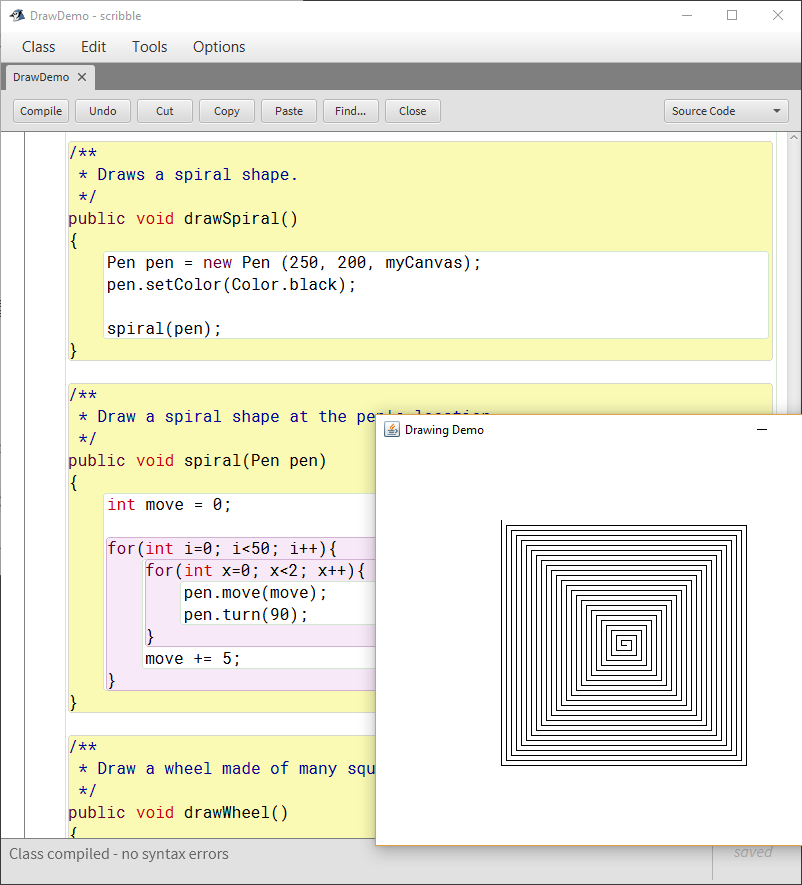 DrawDemo - scribble
Class Edit Tools Options
DrawDemo
Compile Undo Cut Copy Paste Find... Close Source Code
/**
* Draws a spiral shape.
*/
public void drawSpiral()
{
Pen pen = new Pen (250, 200, myCanvas);
pen.setColor(Color.black);
spiral(pen);
}
/**
* Draw a spiral shape at the pen's location
*/
public void spiral(Pen pen)
{
int move = 0;
for(int i=0; i<50; i++){
for(int x=0; x<2; x++){
pen.move(move);
pen.turn(90);
}
move += 5;
}
}
/**
* Draw a wheel made of many squ
*/
public void drawWheel()
{
Drawing Demo
Class compiled - no syntax errors
saved